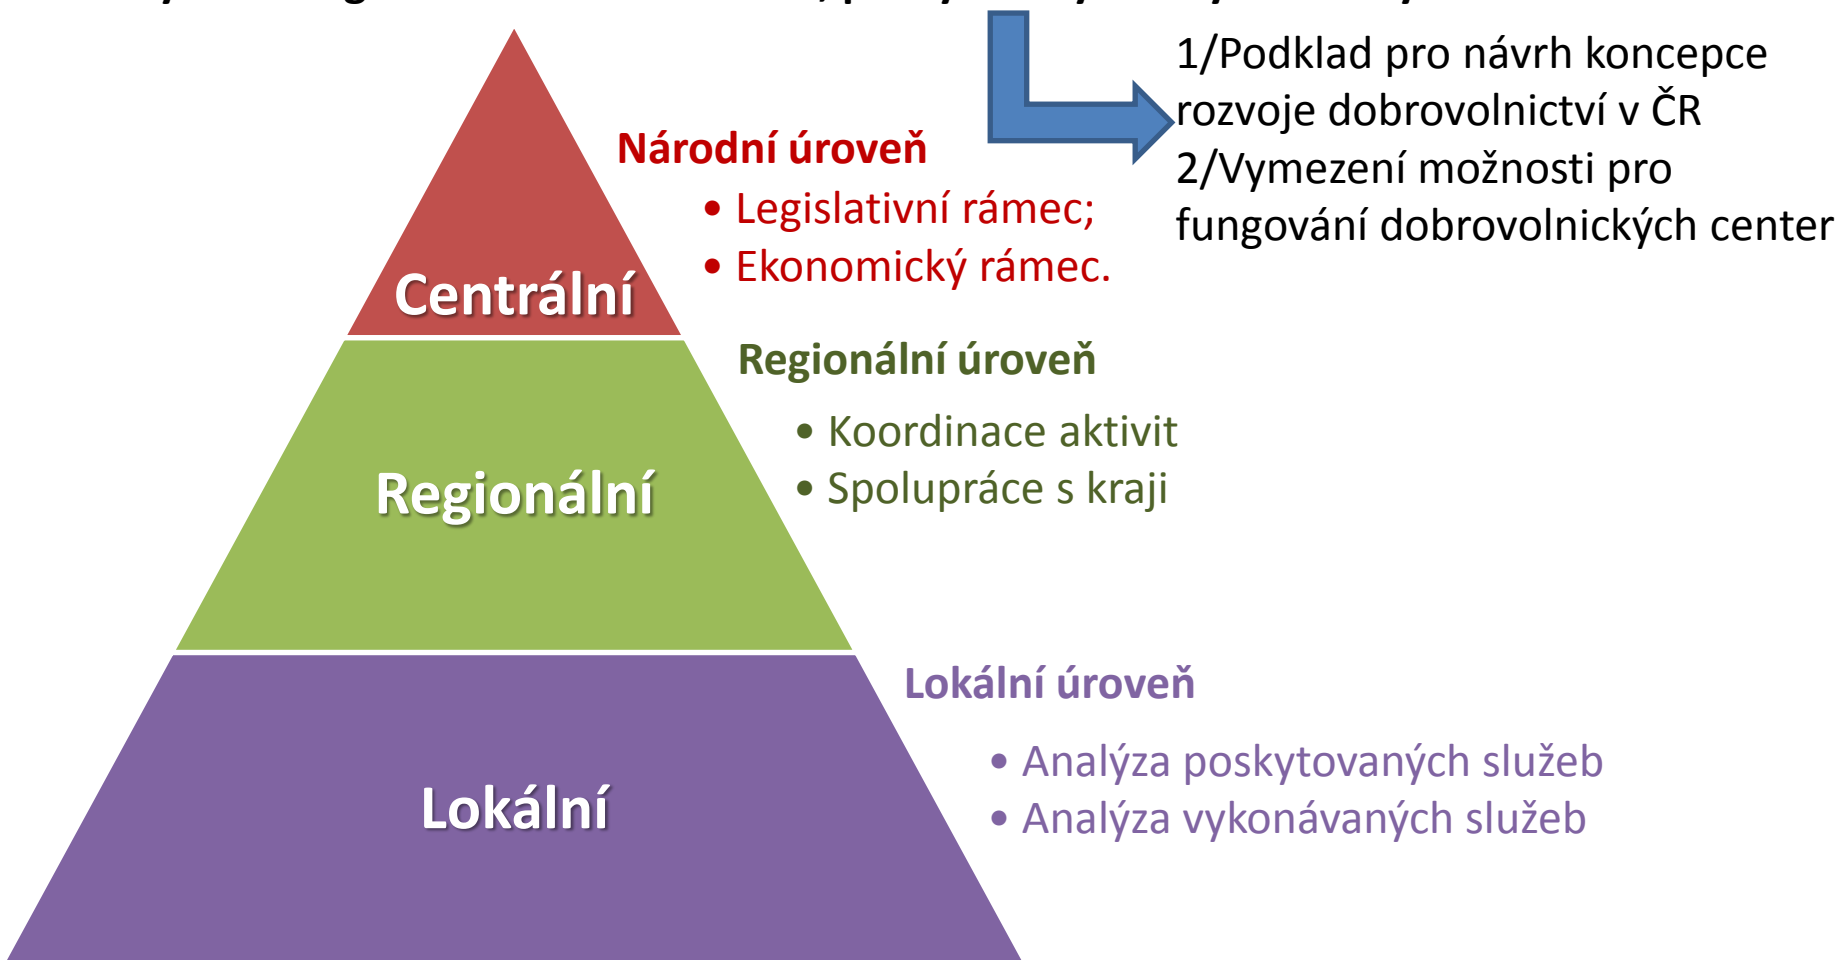 1/Podklad pro návrh koncepce
rozvoje dobrovolnictví v ČR
2/Vymezení možnosti pro
fungování dobrovolnických center
Národní úroveň
• Legislativní rámec;
• Ekonomický rámec.
Centrální
Regionální úroveň
• Koordinace aktivit
• Spolupráce s kraji
Regionální
Lokální úroveň
• Analýza poskytovaných služeb
• Analýza vykonávaných služeb
Lokální